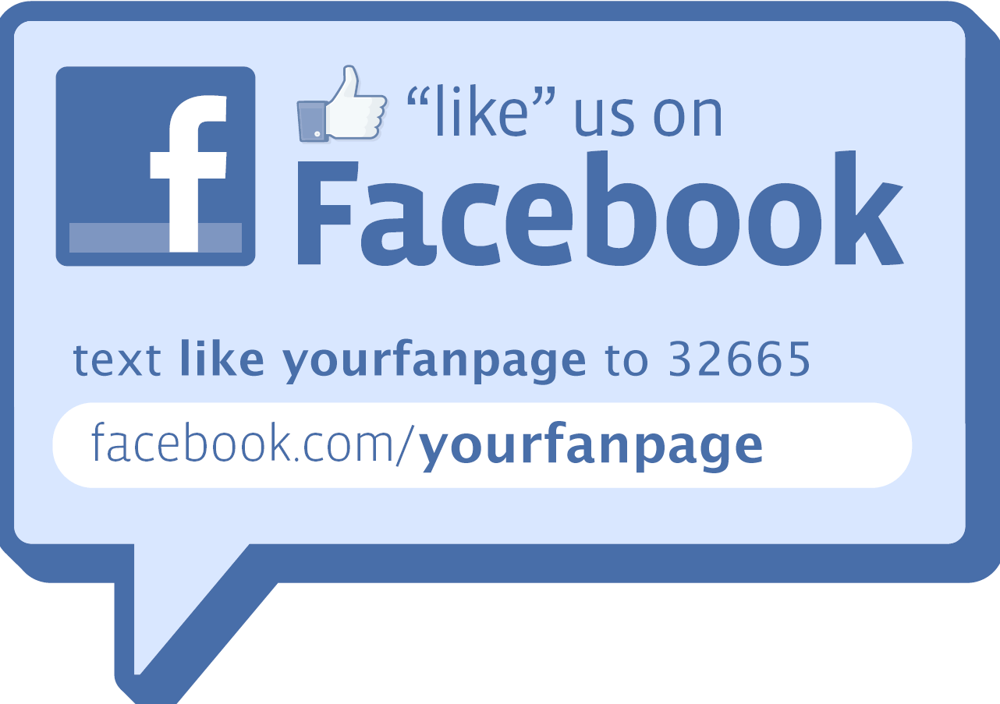 f
“like” us on
Facebook
text like yourfanpage to 32665
facebook.com/yourfanpage